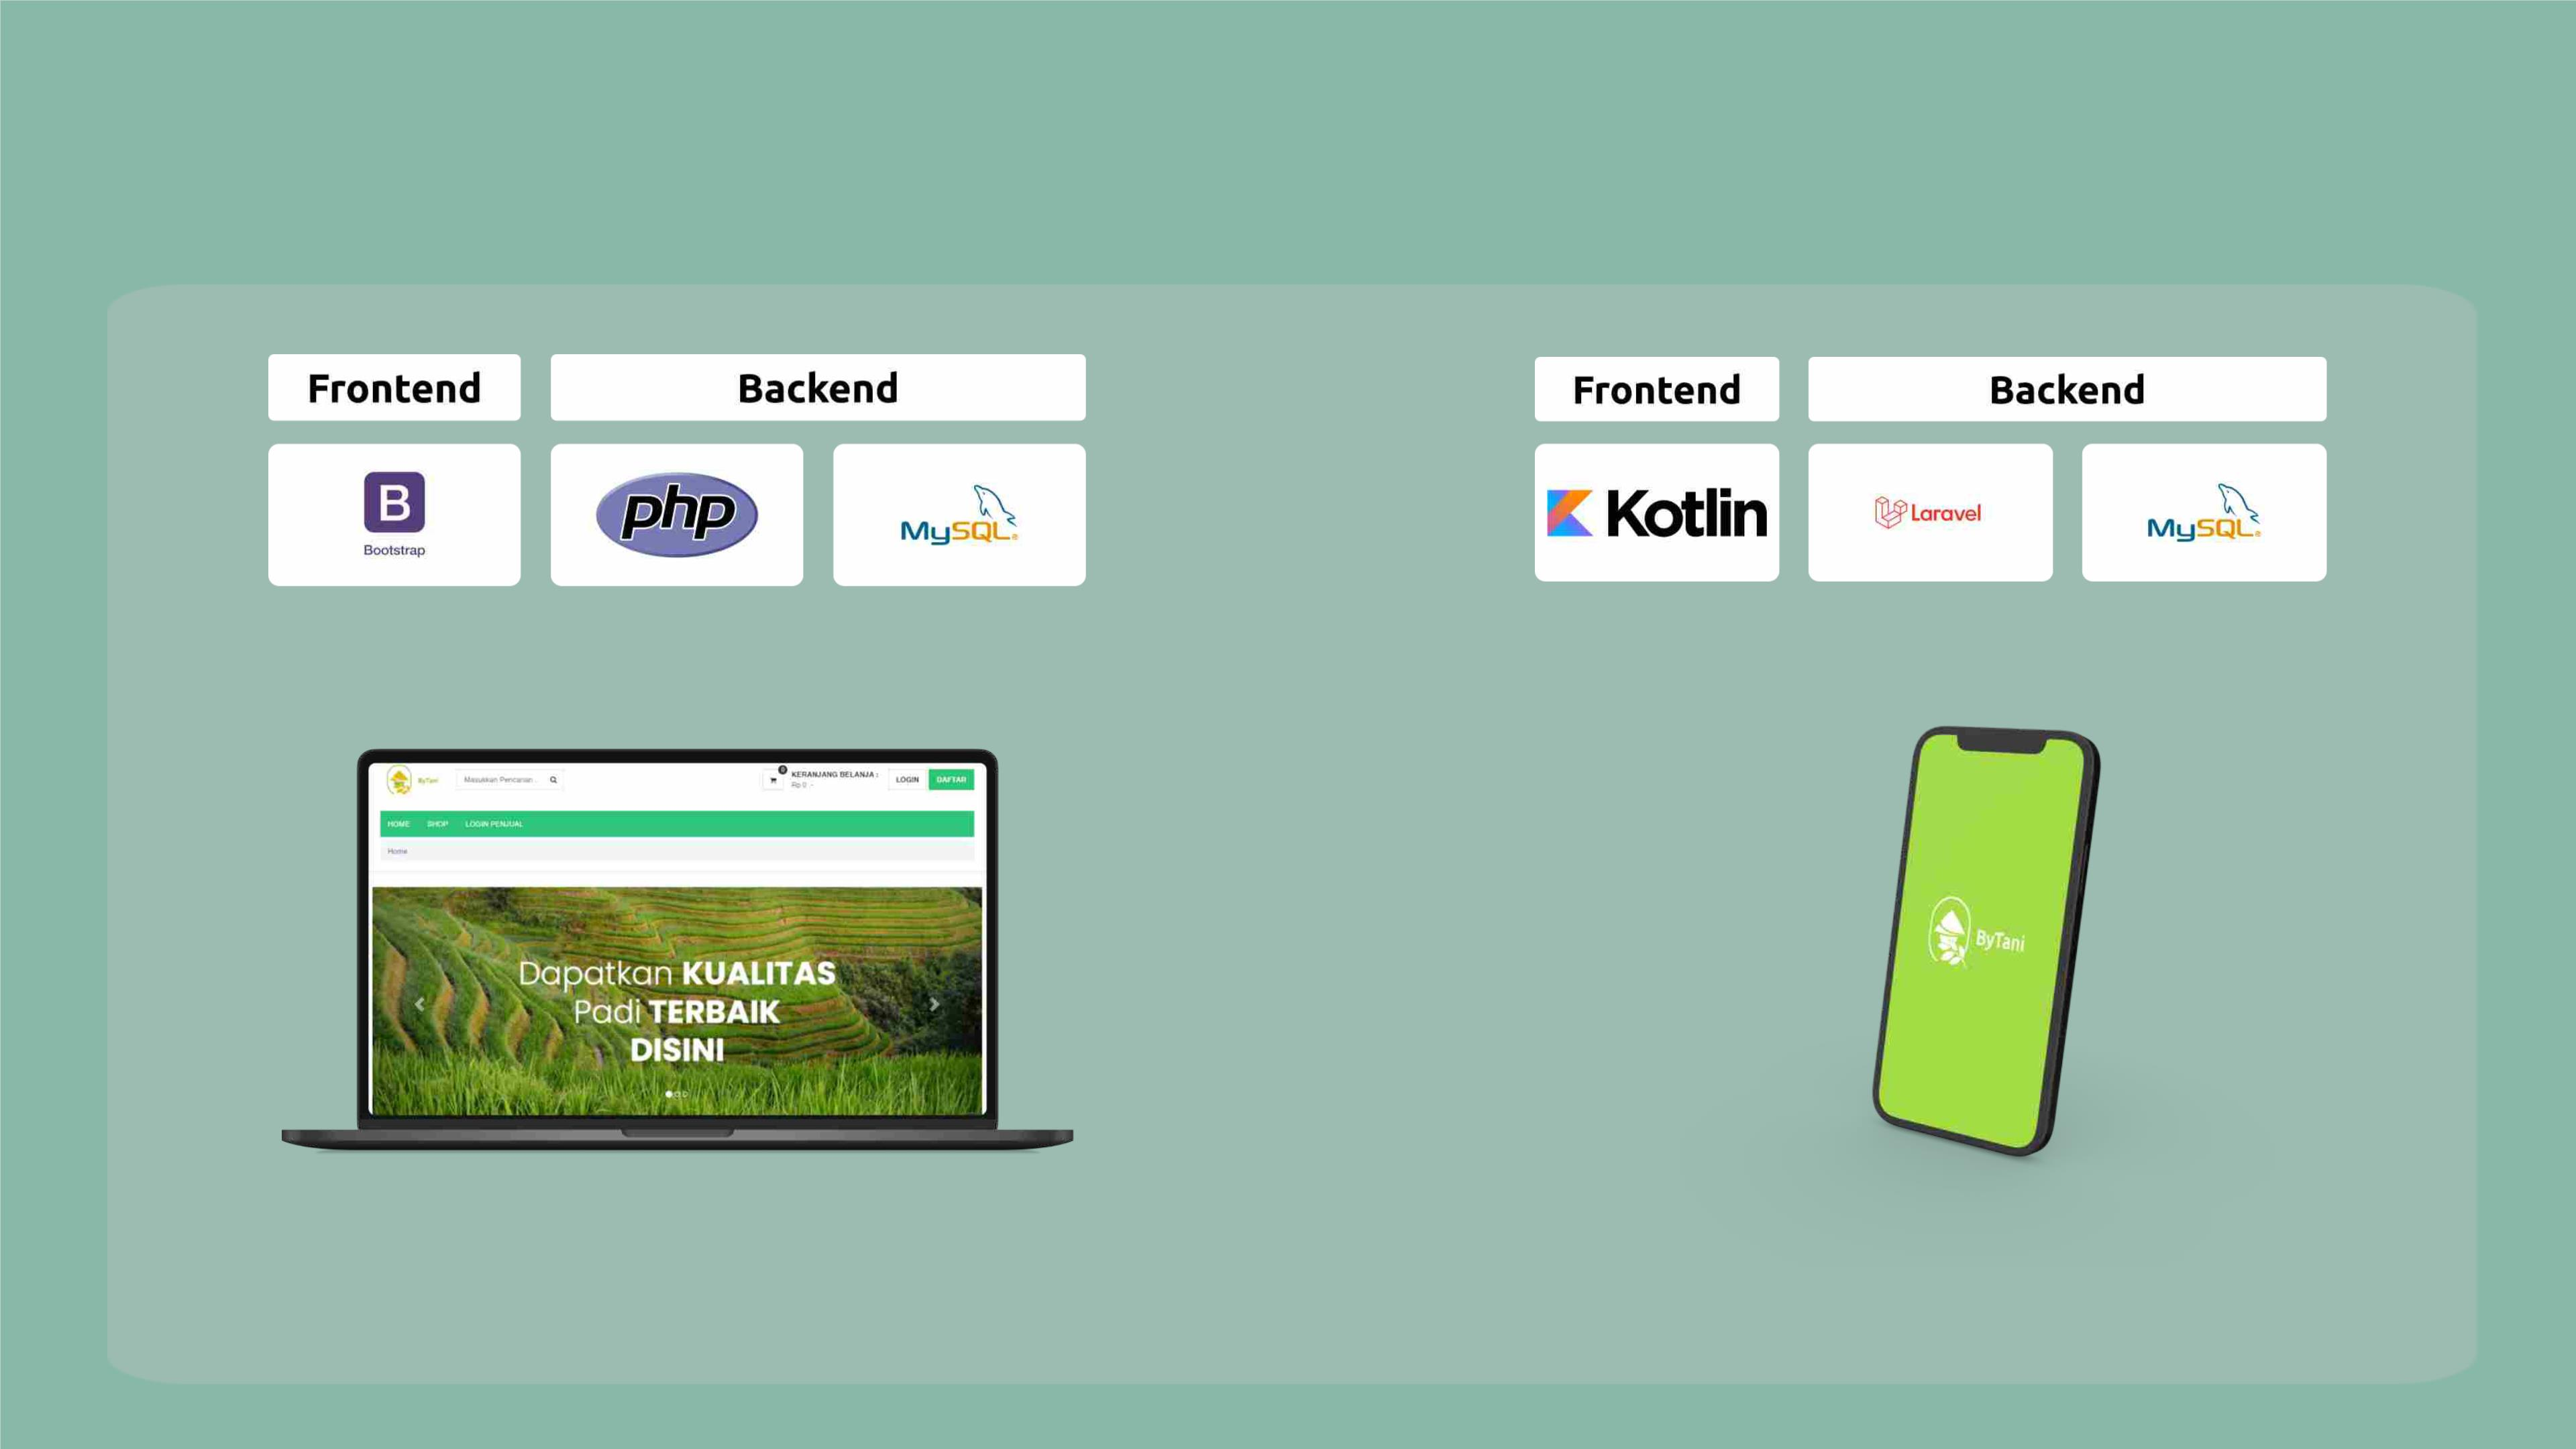 Frontend
Backend
B
Bootstrap
php
MySQL®
Frontend
Backend
Kotlin
Laravel
MySQL®
ByTani
Masukkan Pencarian ..
0
KERANJANG BELANJA :
Rp 0 -
LOGIN
DAFTAR
HOME SHOP LOGIN PENJUAL
Home
Dapatkan KUALITAS
Padi TERBAIK
DISINI
ByTani